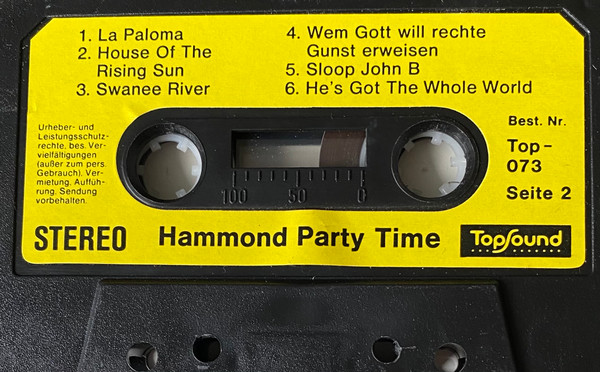 1. La Paloma
2. House Of The
Rising Sun
3. Swanee River
4. Wem Gott will rechte
Gunst erweisen
5. Sloop John B
6. He's Got The Whole World
Urheber- und
Leistungsschutz-
rechte, bes. Ver-
vielfältigungen
(außer zum pers.
Gebrauch). Ver-
mietung, Auffüh-
rung, Sendung
vorbehalten.
100 50 0
Best. Nr.
Top-
073
Seite 2
STEREO
Hammond Party Time
TopSound